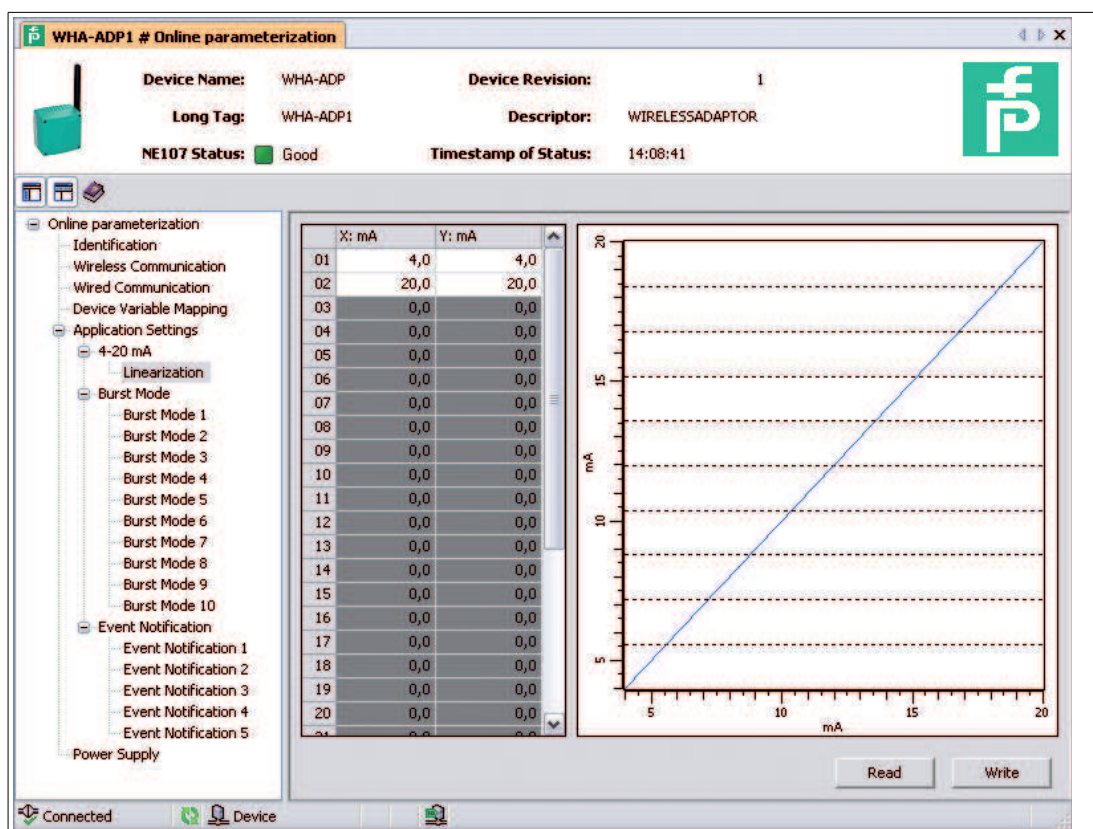 WHA-ADP1 # Online parameterization
Device Name: WHA-ADP Device Revision: 1
Long Tag: WHA-ADP1 Descriptor: WIRELESSADAPTOR
NE107 Status: Good Timestamp of Status: 14:08:41
Online parameterization
Identification
Wireless Communication
Wired Communication
Device Variable Mapping
Application Settings
4-20 mA
Linearization
Burst Mode
Burst Mode 1
Burst Mode 2
Burst Mode 3
Burst Mode 4
Burst Mode 5
Burst Mode 6
Burst Mode 7
Burst Mode 8
Burst Mode 9
Burst Mode 10
Event Notification
Event Notification 1
Event Notification 2
Event Notification 3
Event Notification 4
Event Notification 5
Power Supply
X: mA Y: mA
01 4,0 4,0
02 20,0 20,0
03 0,0 0,0
04 0,0 0,0
05 0,0 0,0
06 0,0 0,0
07 0,0 0,0
08 0,0 0,0
09 0,0 0,0
10 0,0 0,0
11 0,0 0,0
12 0,0 0,0
13 0,0 0,0
14 0,0 0,0
15 0,0 0,0
16 0,0 0,0
17 0,0 0,0
18 0,0 0,0
19 0,0 0,0
20 0,0 0,0
20
15
mA
10
5
5 10 15 20
mA
Read Write
Connected Device